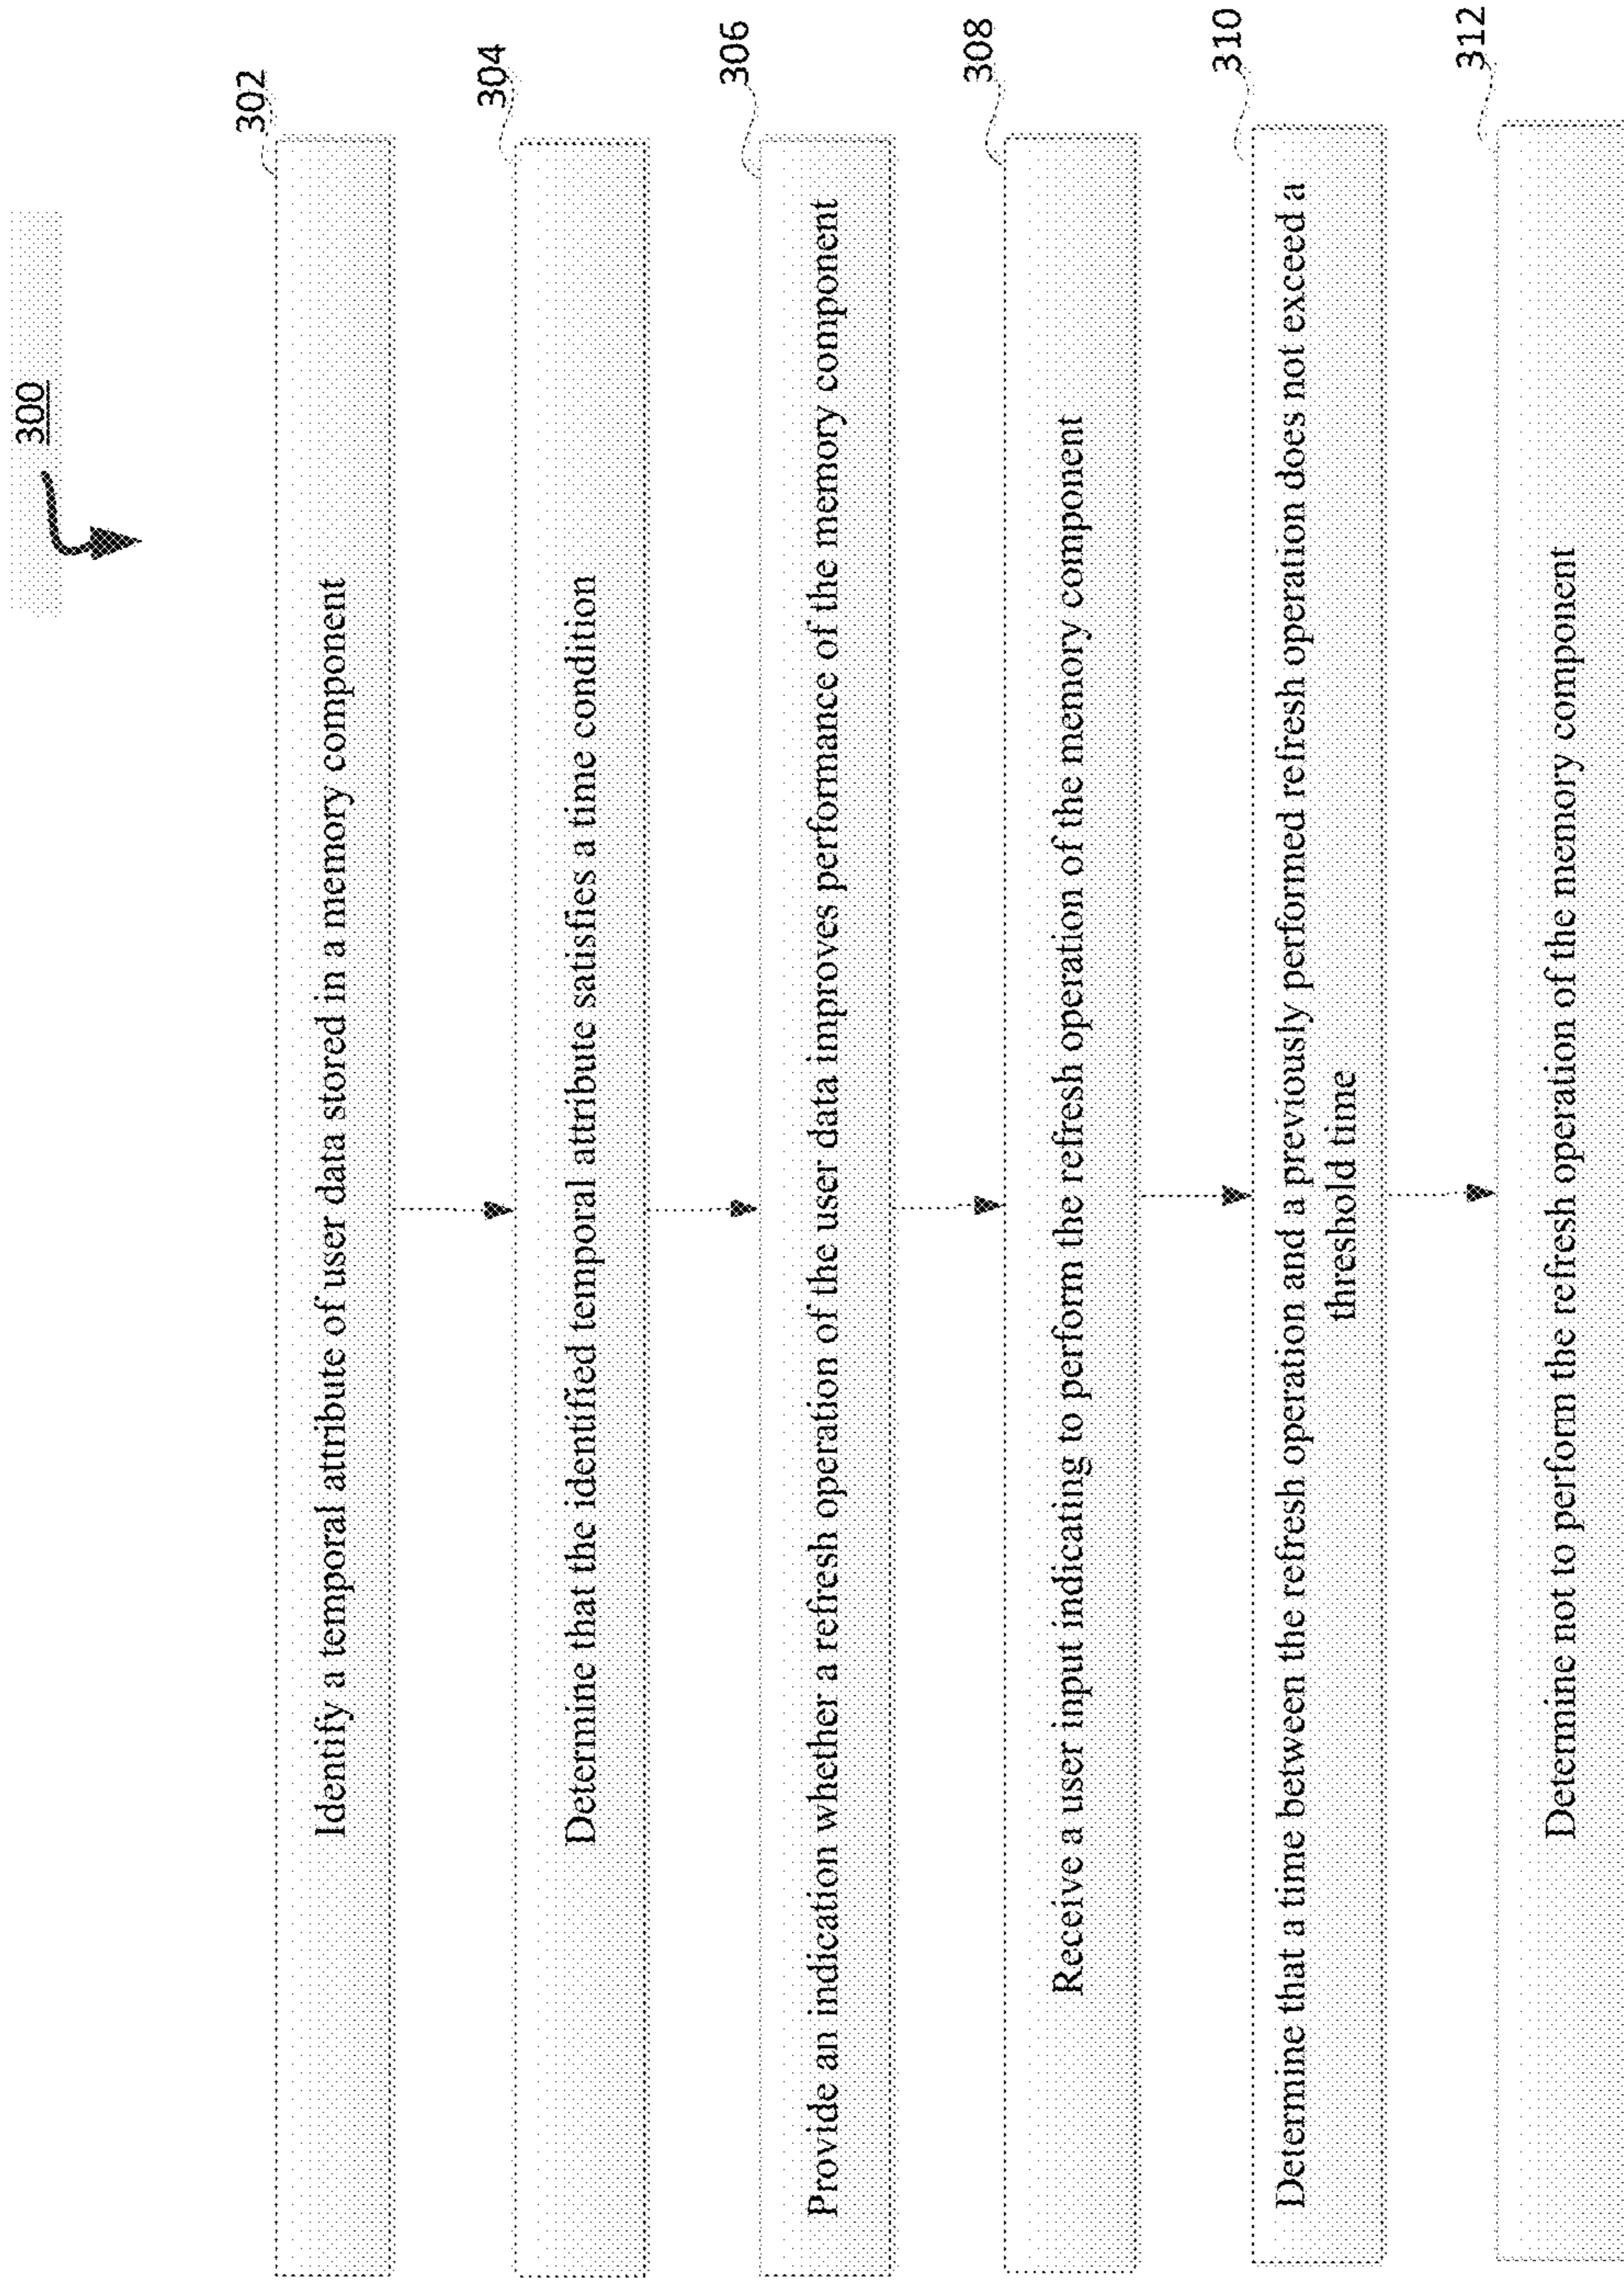 300
302
Identify a temporal attribute of user data stored in a memory component
304
Determine that the identified temporal attribute satisfies a time condition
306
Provide an indication whether a refresh operation of the user data improves performance of the memory component
308
Receive a user input indicating to perform the refresh operation of the memory component
310
Determine that a time between the refresh operation and a previously performed refresh operation does not exceed a
threshold time
312
Determine not to perform the refresh operation of the memory component